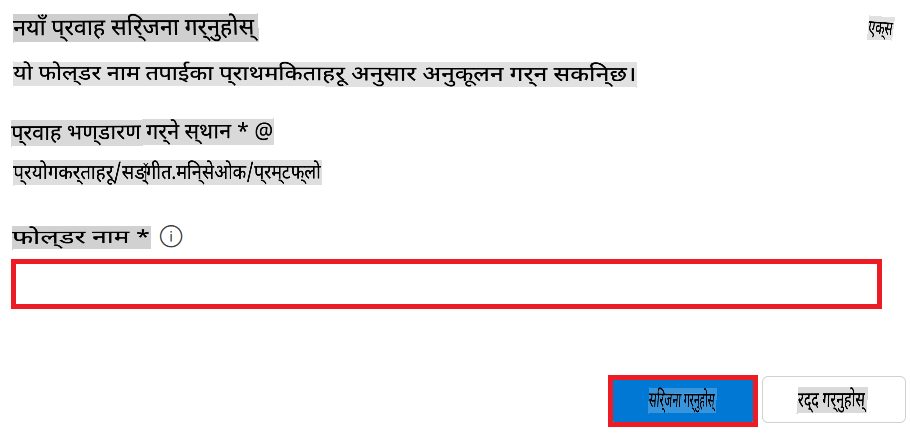 नयाँ प्रवाह सिर्जना गर्नुहोस्
एक्स
यो फोल्डर नाम तपाईंका प्राथमिकताहरू अनुसार अनुकूलन गर्न सकिन्छ।
प्रवाह भण्डारण गर्ने स्थान * @
प्रयोगकर्ताहरू/सङ्गीत.मिन्सेओक/प्रम्टफ्लो
फोल्डर नाम *
सिर्जना गर्नुहोस्
रद्द गर्नुहोस्